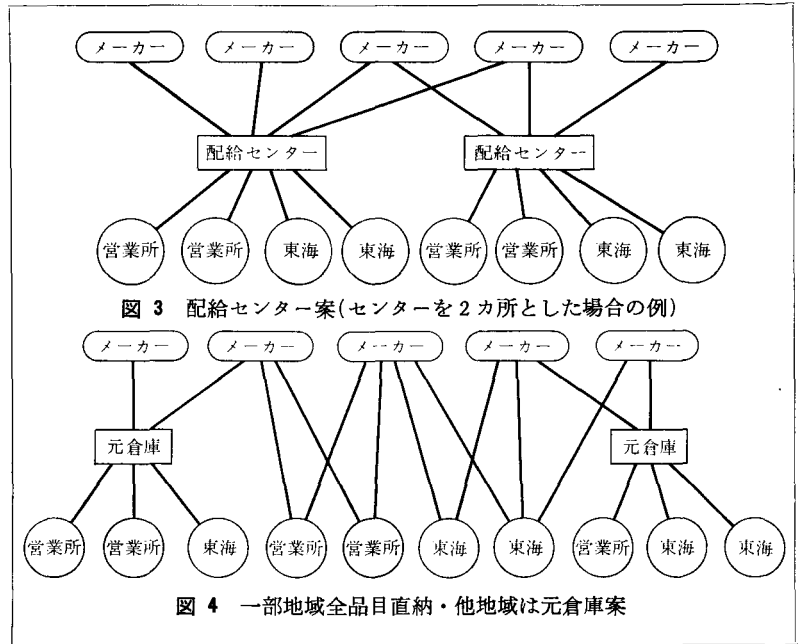 メーカー メーカー メーカー メーカー メーカー
配給センター 配給センター
営業所 営業所 東海 東海 営業所 営業所 東海 東海
図 3 配給センター案(センターを2カ所とした場合の例)
メーカー メーカー メーカー メーカー メーカー
元倉庫 元倉庫
営業所 営業所 東海 営業所 営業所 東海 東海 営業所 東海 東海
図 4 一部地域全品目直納・他地域は元倉庫案